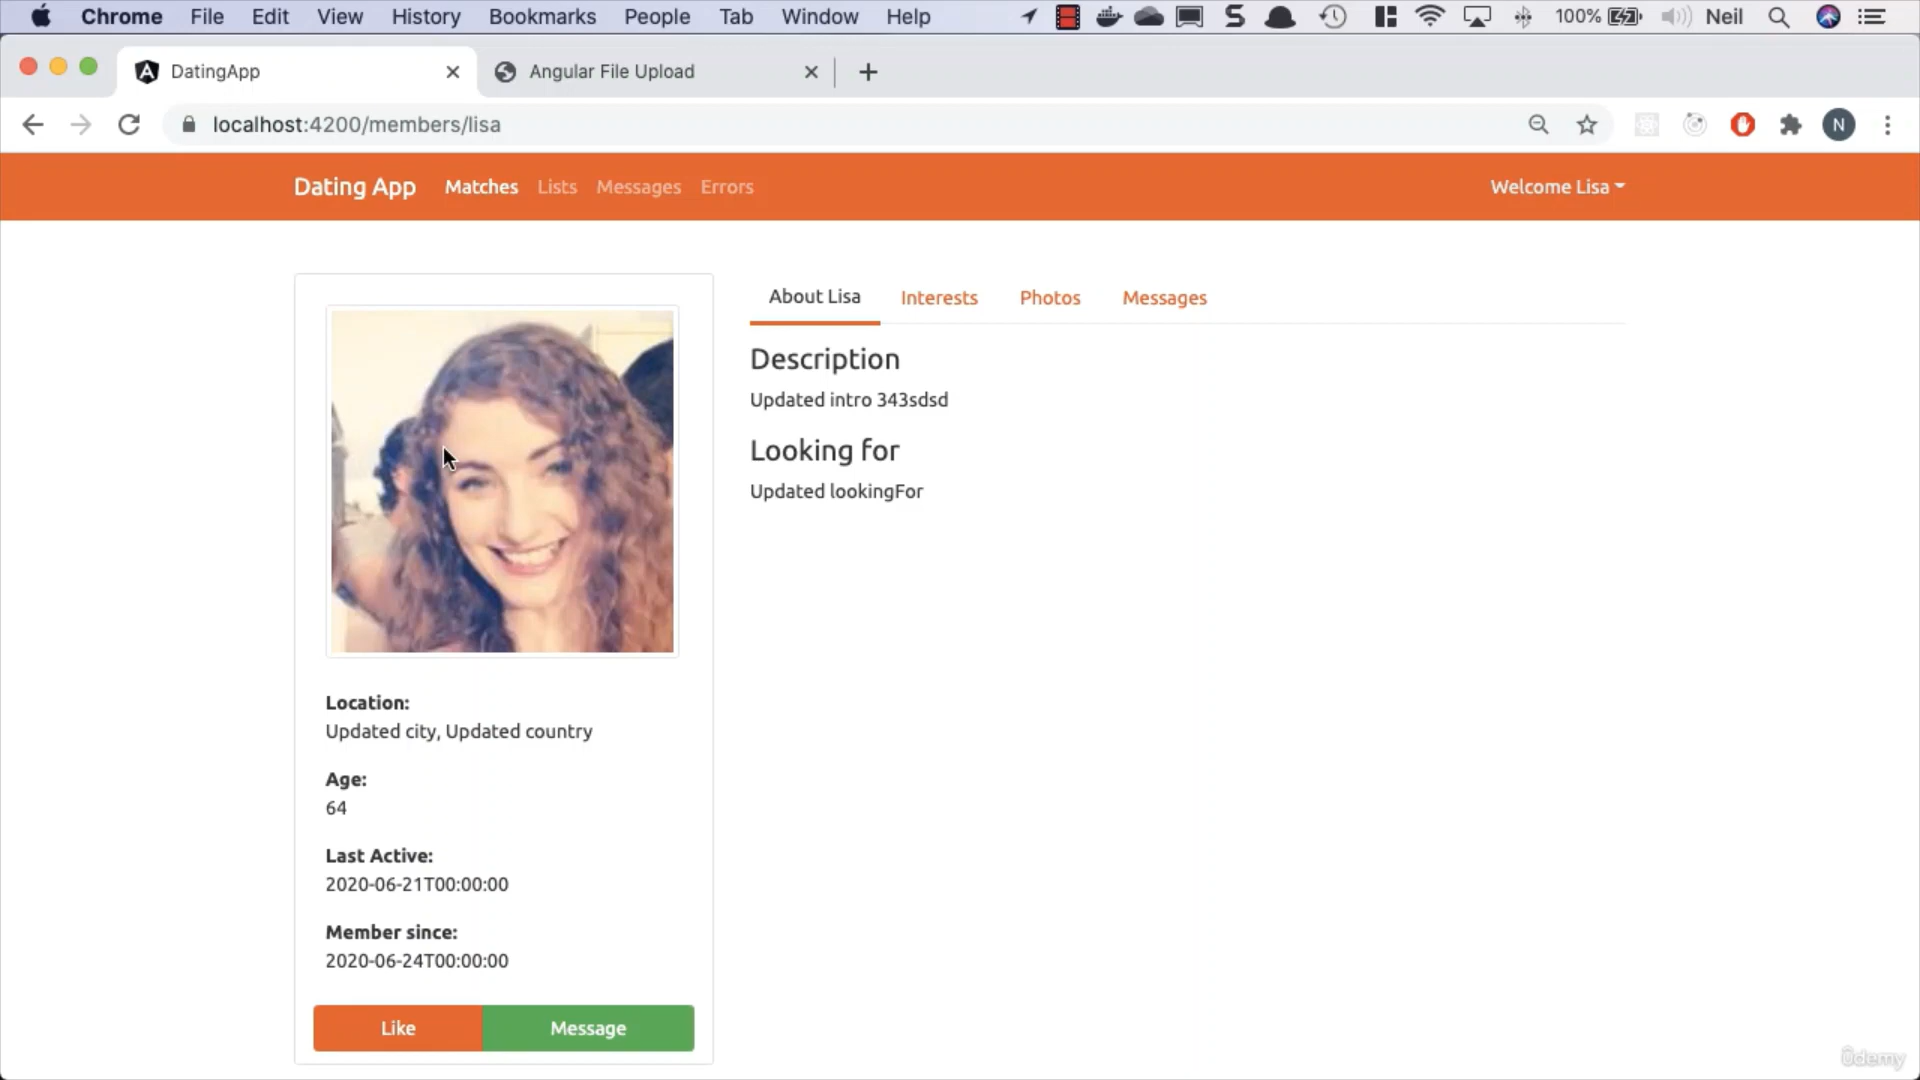 Chrome File Edit View History Bookmarks People Tab Window Help 100% Neil
DatingApp Angular File Upload
localhost:4200/members/lisa N
Dating App Matches Lists Messages Errors Welcome Lisa
About Lisa Interests Photos Messages
Description
Updated intro 343sdsd
Looking for
Updated lookingFor
Location:
Updated city, Updated country
Age:
64
Last Active:
2020-06-21T00:00:00
Member since:
2020-06-24T00:00:00
Like Message
ûdemy